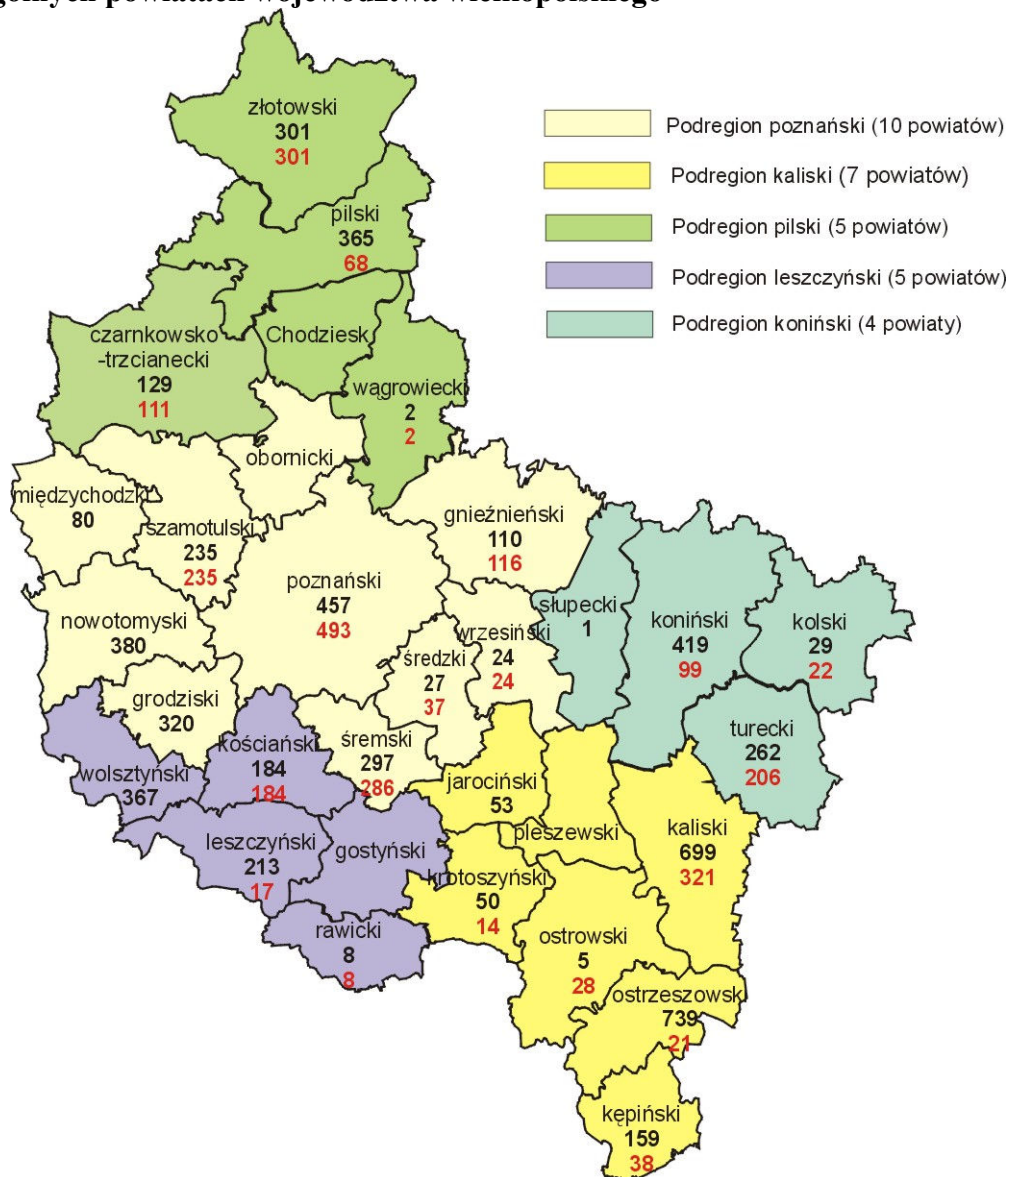 gólnych powiatach województwa wielkopolskiego
złotowski
301
301
Podregion poznański (10 powiatów)
Podregion kaliski (7 powiatów)
Podregion pilski (5 powiatów)
Podregion leszczyński (5 powiatów)
Podregion koniński (4 powiaty)
pilski
365
68
czarnkowsko
-trzcianecki
129
111
Chodziesk
wągrowiecki
2
2
obornicki
międzychodzki
80
szamotulski
235
235
gnieźnieński
110
116
poznański
457
493
nowotomyski
380
słupecki
1
koniński
419
99
kolski
29
22
wrzesiński
24
24
średzki
27
37
grodziski
320
kościański
184
184
śremski
297
286
turecki
262
206
wolsztyński
367
jarociński
53
pleszewski
kaliski
699
321
leszczyński
213
17
gostyński
krotoszyński
50
14
rawicki
8
8
ostrowski
5
28
ostrzeszowsk
739
21
kępiński
159
38